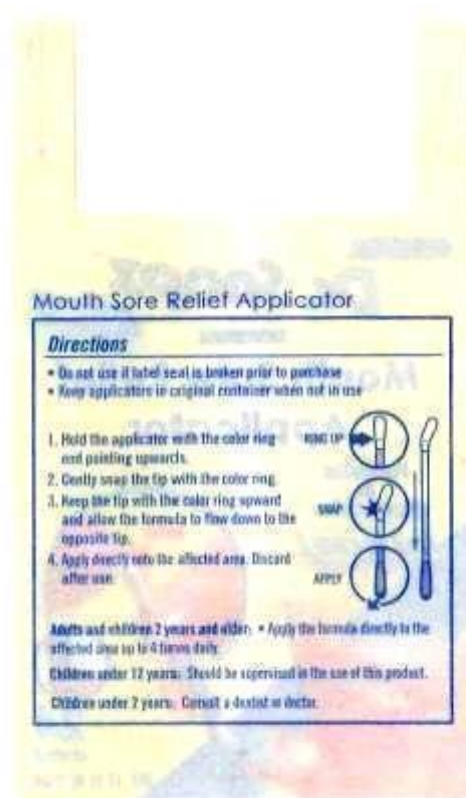 Mouth Sore Relief Applicator
Directions
• Do not use if label seal is broken prior to purchase
• Keep applicators in original container when not in use
1. Hold the applicator with the color ring
end pointing upwards.
2. Gently snap the tip with the color ring.
3. Keep the tip with the color ring upward
and allow the formula to flow down to the
opposite tip.
4. Apply directly onto the affected area. Discard
after use.
RING UP
SNAP
APPLY
Adults and children 2 years and older: • Apply the formula directly to the
affected area up to 4 times daily.
Children under 12 years: Should be supervised in the use of this product.
Children under 2 years: Consult a dentist or doctor.